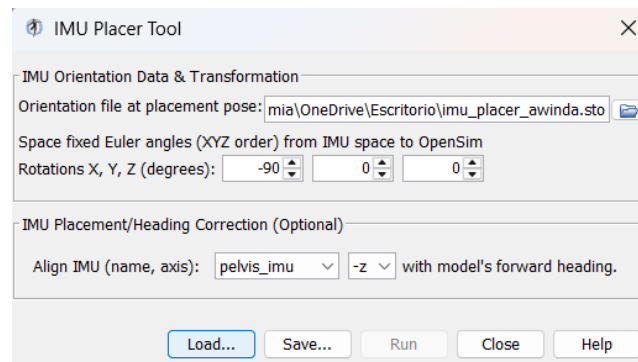 IMU Placer Tool
IMU Orientation Data & Transformation
Orientation file at placement pose: mia\OneDrive\Escritorio\imu_placer_awinda.sto
Space fixed Euler angles (XYZ order) from IMU space to OpenSim
Rotations X, Y, Z (degrees): -90 0 0
IMU Placement/Heading Correction (Optional)
Align IMU (name, axis): pelvis_imu -z with model's forward heading.
Load... Save... Run Close Help